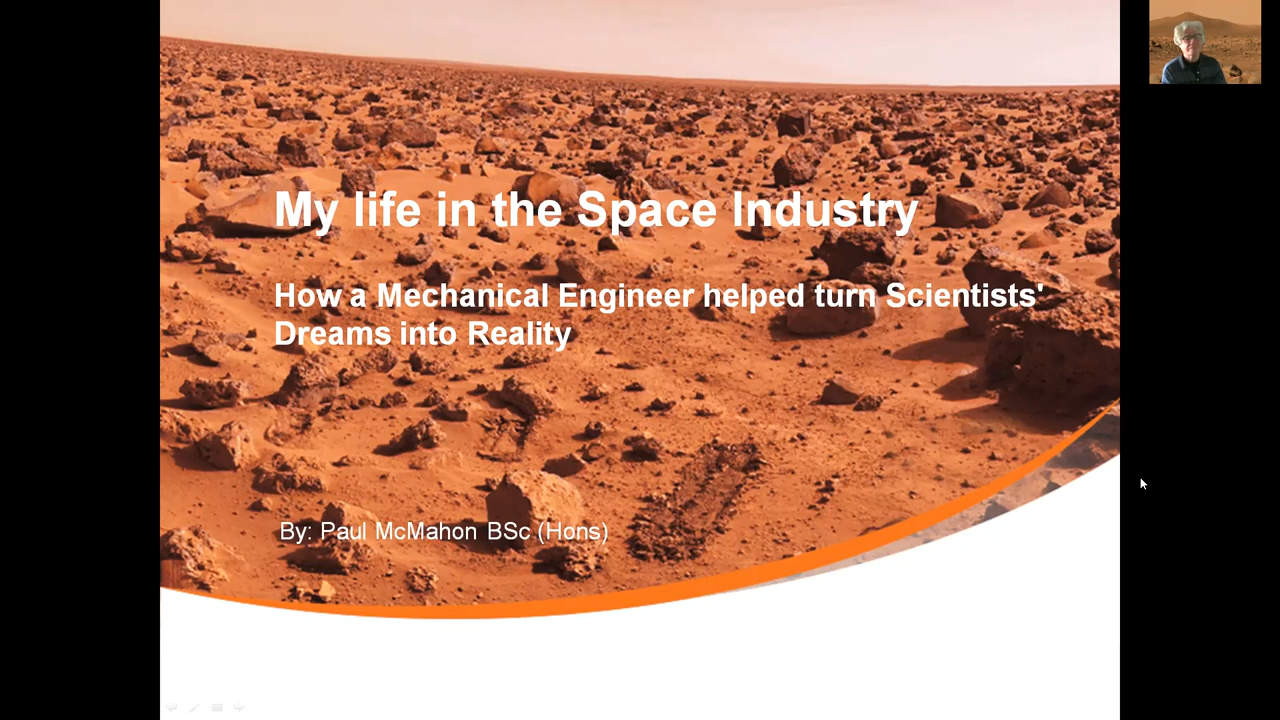 My life in the Space Industry
How a Mechanical Engineer helped turn Scientists'
Dreams into Reality
By: Paul McMahon BSc (Hons)